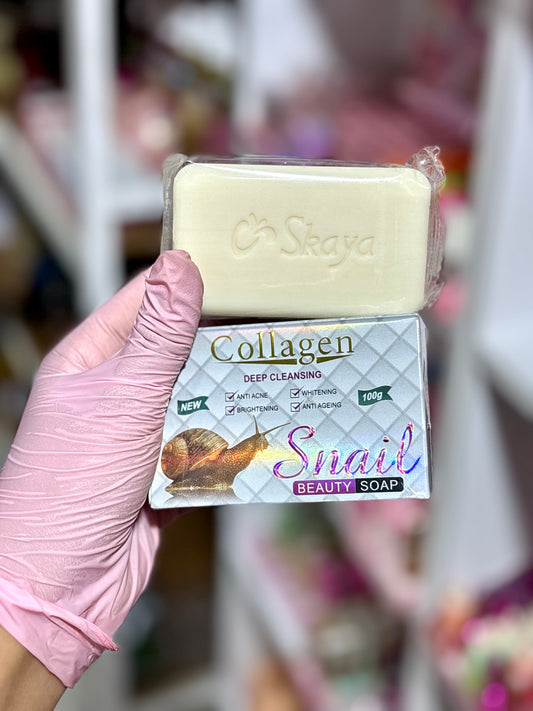 Skaya
Collagen
DEEP CLEANSING
NEW
ANTI ACNE
WHITENING
BRIGHTENING
ANTI AGEING
100g
Snail
BEAUTY SOAP